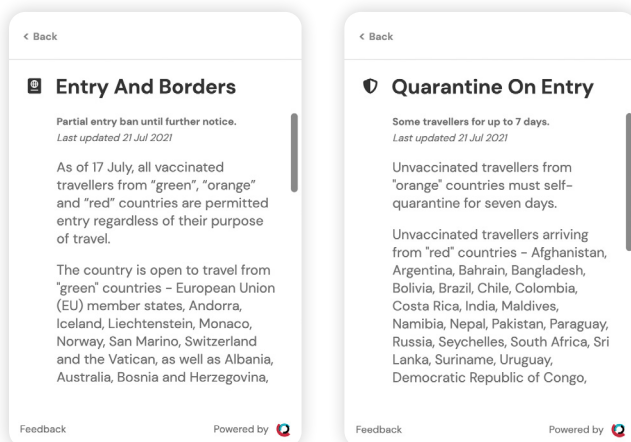 < Back
Entry And Borders
Partial entry ban until further notice.
Last updated 21 Jul 2021
As of 17 July, all vaccinated
travellers from “green”, “orange”
and “red” countries are permitted
entry regardless of their purpose
of travel.
The country is open to travel from
"green" countries – European Union
(EU) member states, Andorra,
Iceland, Liechtenstein, Monaco,
Norway, San Marino, Switzerland
and the Vatican, as well as Albania,
Australia, Bosnia and Herzegovina,
Feedback
Powered by
< Back
Quarantine On Entry
Some travellers for up to 7 days.
Last updated 21 Jul 2021
Unvaccinated travellers from
"orange" countries must self-
quarantine for seven days.
Unvaccinated travellers arriving
from "red" countries – Afghanistan,
Argentina, Bahrain, Bangladesh,
Bolivia, Brazil, Chile, Colombia,
Costa Rica, India, Maldives,
Namibia, Nepal, Pakistan, Paraguay,
Russia, Seychelles, South Africa, Sri
Lanka, Suriname, Uruguay,
Democratic Republic of Congo,
Feedback
Powered by